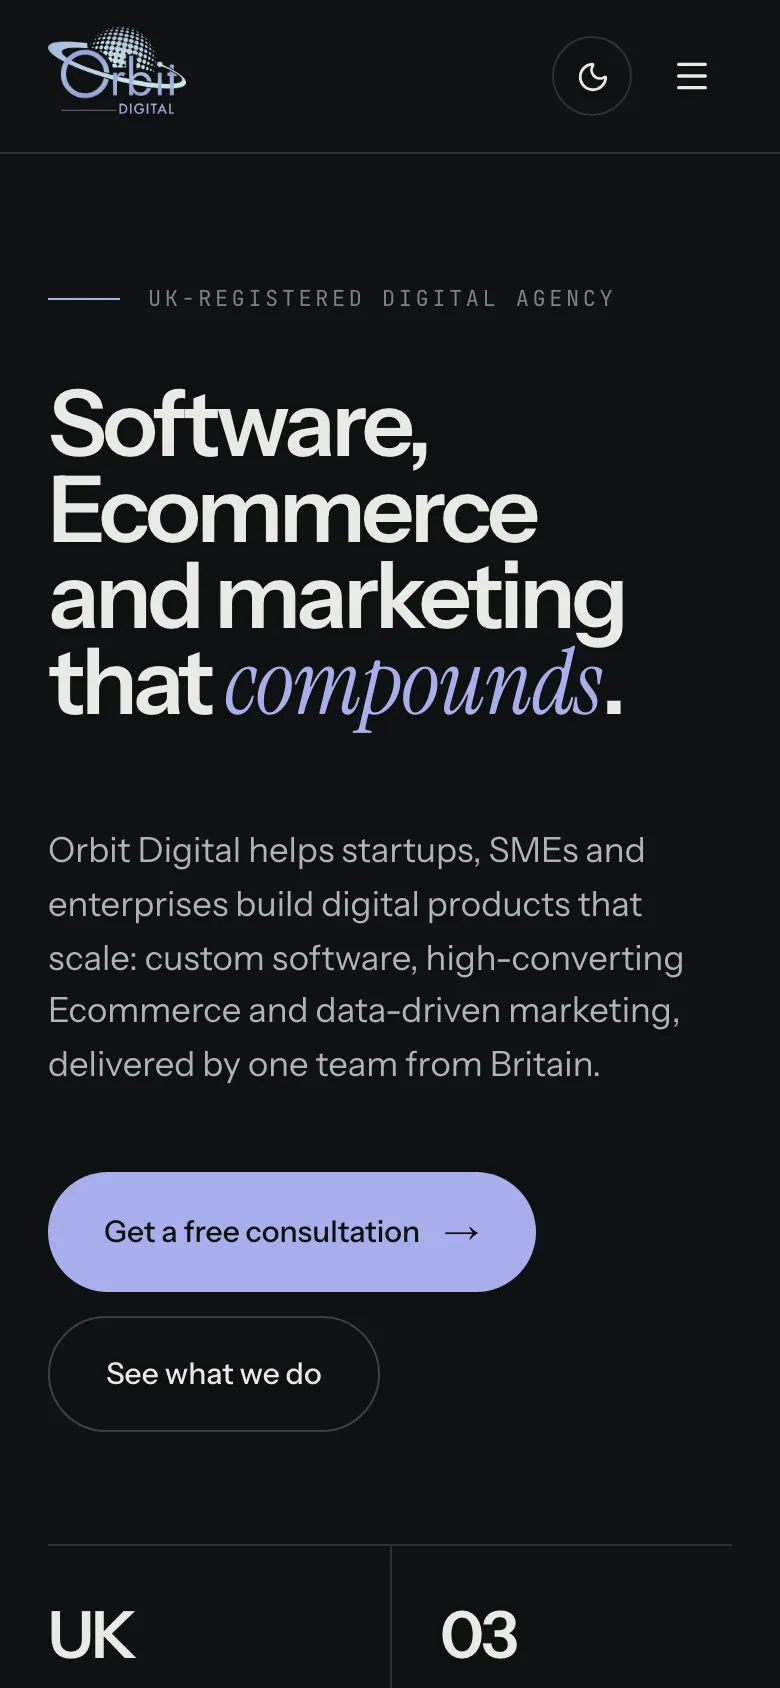 Orbit
DIGITAL
UK-REGISTERED DIGITAL AGENCY
Software,
Ecommerce
and marketing
that compounds.
Orbit Digital helps startups, SMEs and
enterprises build digital products that
scale: custom software, high-converting
Ecommerce and data-driven marketing,
delivered by one team from Britain.
Get a free consultation →
See what we do
UK
03